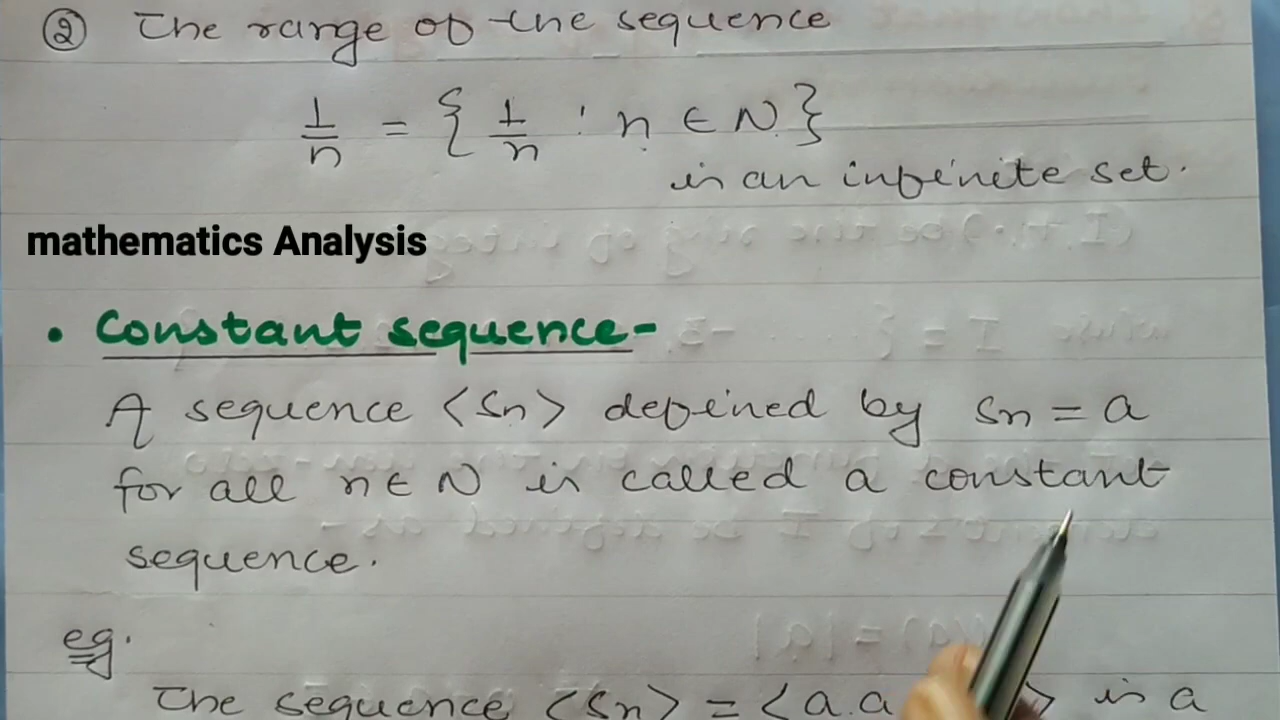 ② The range of the sequence
1/n = { 1/n : n ∈ N }
is an infinite set.
mathematics Analysis
• Constant sequence-
A sequence <Sn> defined by Sn = a
for all n ∈ N is called a constant
sequence.
eg.
The sequence <Sn> = <a.a > is a